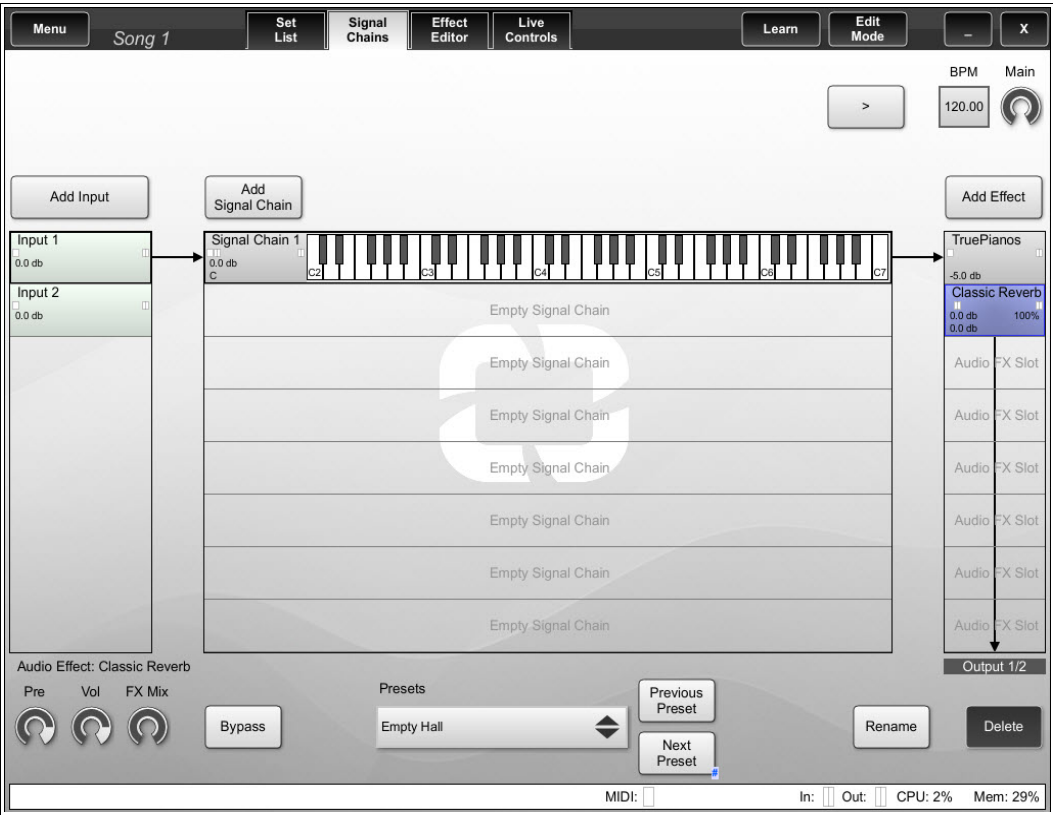 Menu
Song 1
Set
List
Signal
Chains
Effect
Editor
Live
Controls
Learn
Edit
Mode
_
X
BPM
Main
>
120.00
Add Input
Add
Signal Chain
Add Effect
Input 1
0.0 db
Signal Chain 1
0.0 db
C
C2
C3
C4
C5
C6
C7
TruePianos
-5.0 db
Input 2
0.0 db
Empty Signal Chain
Classic Reverb
0.0 db
100%
0.0 db
Empty Signal Chain
Audio FX Slot
Empty Signal Chain
Audio FX Slot
Empty Signal Chain
Audio FX Slot
Empty Signal Chain
Audio FX Slot
Empty Signal Chain
Audio FX Slot
Empty Signal Chain
Audio FX Slot
Audio Effect: Classic Reverb
Output 1/2
Pre
Vol
FX Mix
Bypass
Presets
Empty Hall
Previous
Preset
Next
Preset
#
Rename
Delete
MIDI:
In:
Out:
CPU: 2%
Mem: 29%